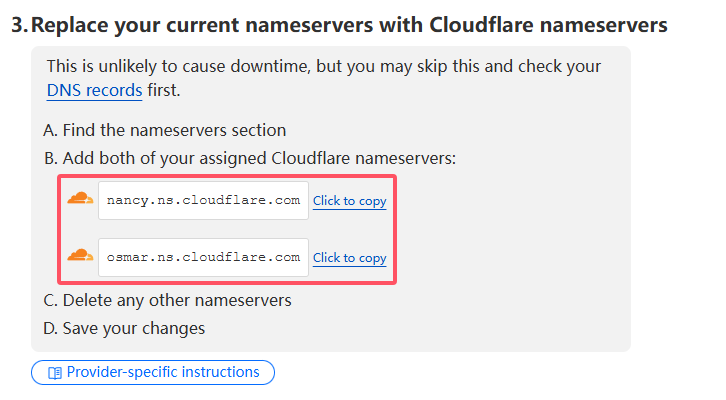 3. Replace your current nameservers with Cloudflare nameservers
This is unlikely to cause downtime, but you may skip this and check your
DNS records first.
A. Find the nameservers section
B. Add both of your assigned Cloudflare nameservers:
nancy.ns.cloudflare.com Click to copy
osmar.ns.cloudflare.com Click to copy
C. Delete any other nameservers
D. Save your changes
Provider-specific instructions